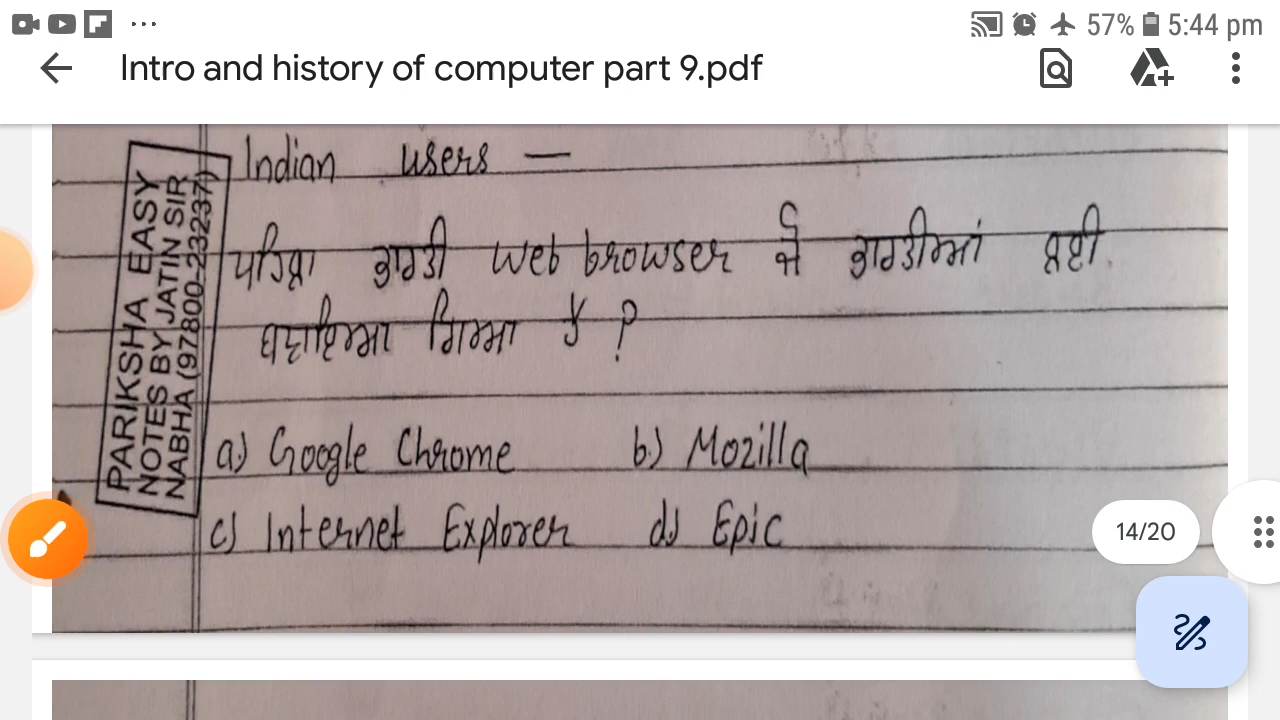 57% 5:44 pm
Intro and history of computer part 9.pdf
PARIKSHA EASY
NOTES BY JATIN SIR
NABHA (97800-23237)
Indian users —
ਪਹਿਲਾ ਭਾਰਤੀ web browser ਜੋ ਭਾਰਤੀਆਂ ਲਈ
ਬਣਾਇਆ ਗਿਆ ਹੈ ?
a) Google Chrome b) Mozilla
c) Internet Explorer d) Epic
14/20